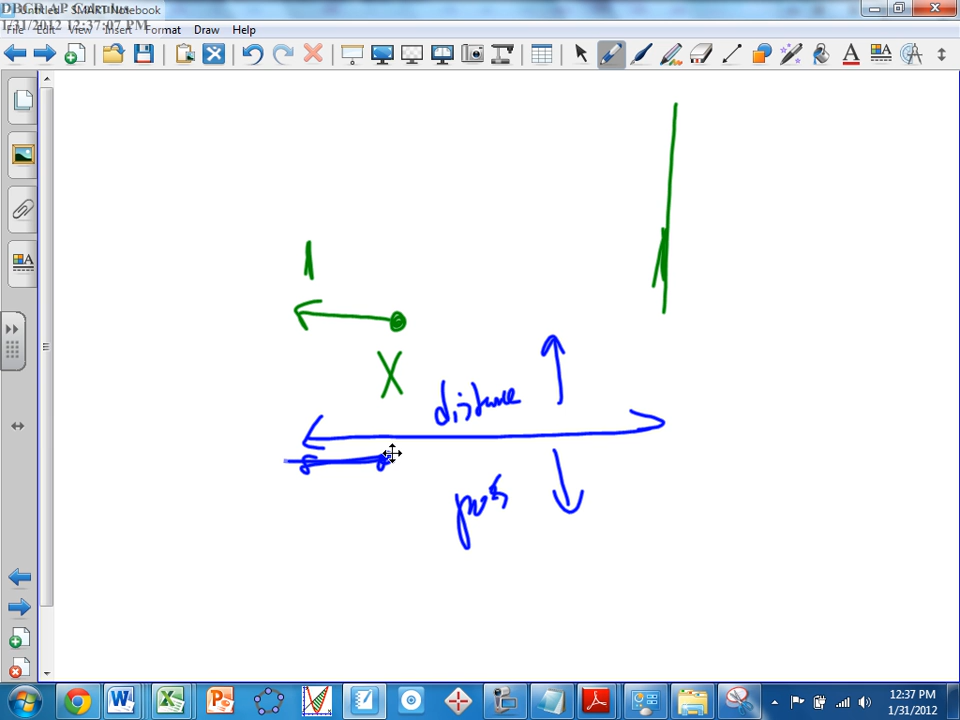 Untitled - SMART Notebook
1/31/2012 12:37:07 PM
File Edit View Insert Format Draw Help
X
distance
pos
12:37 PM
1/31/2012